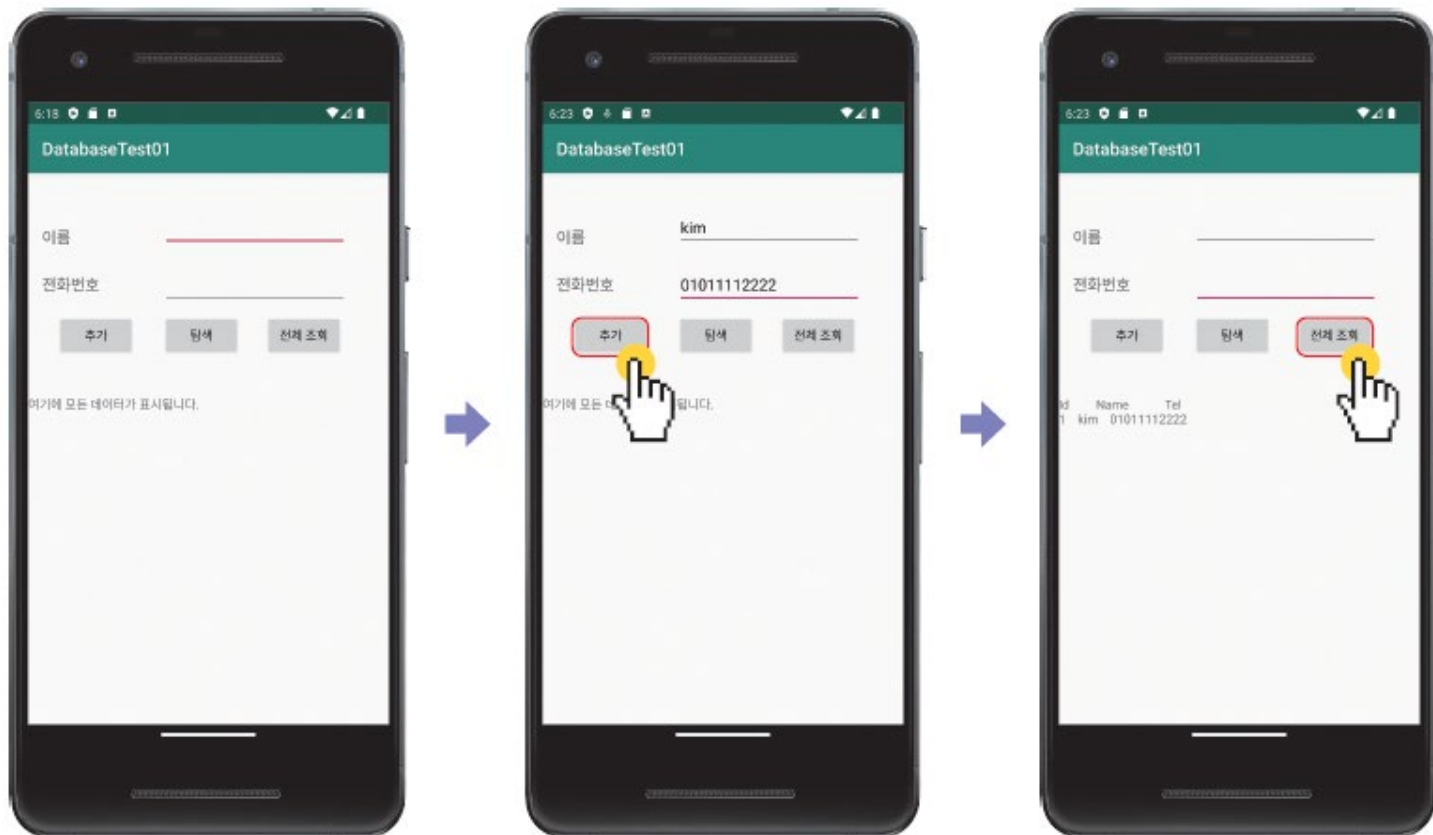 6:18
DatabaseTest01
이름
전화번호
추가 탐색 전체 조회
여기에 모든 데이터가 표시됩니다.
6:23
DatabaseTest01
이름 kim
전화번호 01011112222
추가 탐색 전체 조회
여기에 모든 됩니다.
6:23
DatabaseTest01
이름
전화번호
추가 탐색 전체 조회
Id Name Tel
1 kim 01011112222